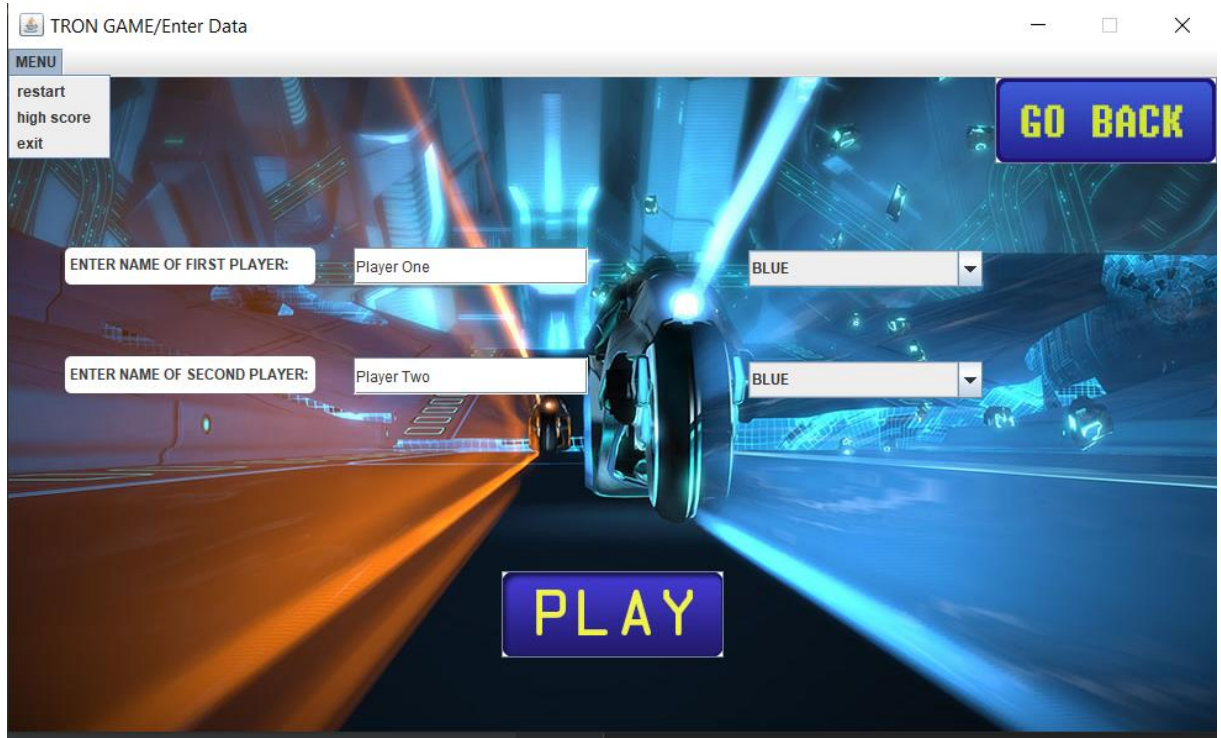 TRON GAME/Enter Data
MENU
restart
high score
exit
GO BACK
ENTER NAME OF FIRST PLAYER: Player One BLUE
ENTER NAME OF SECOND PLAYER: Player Two BLUE
PLAY